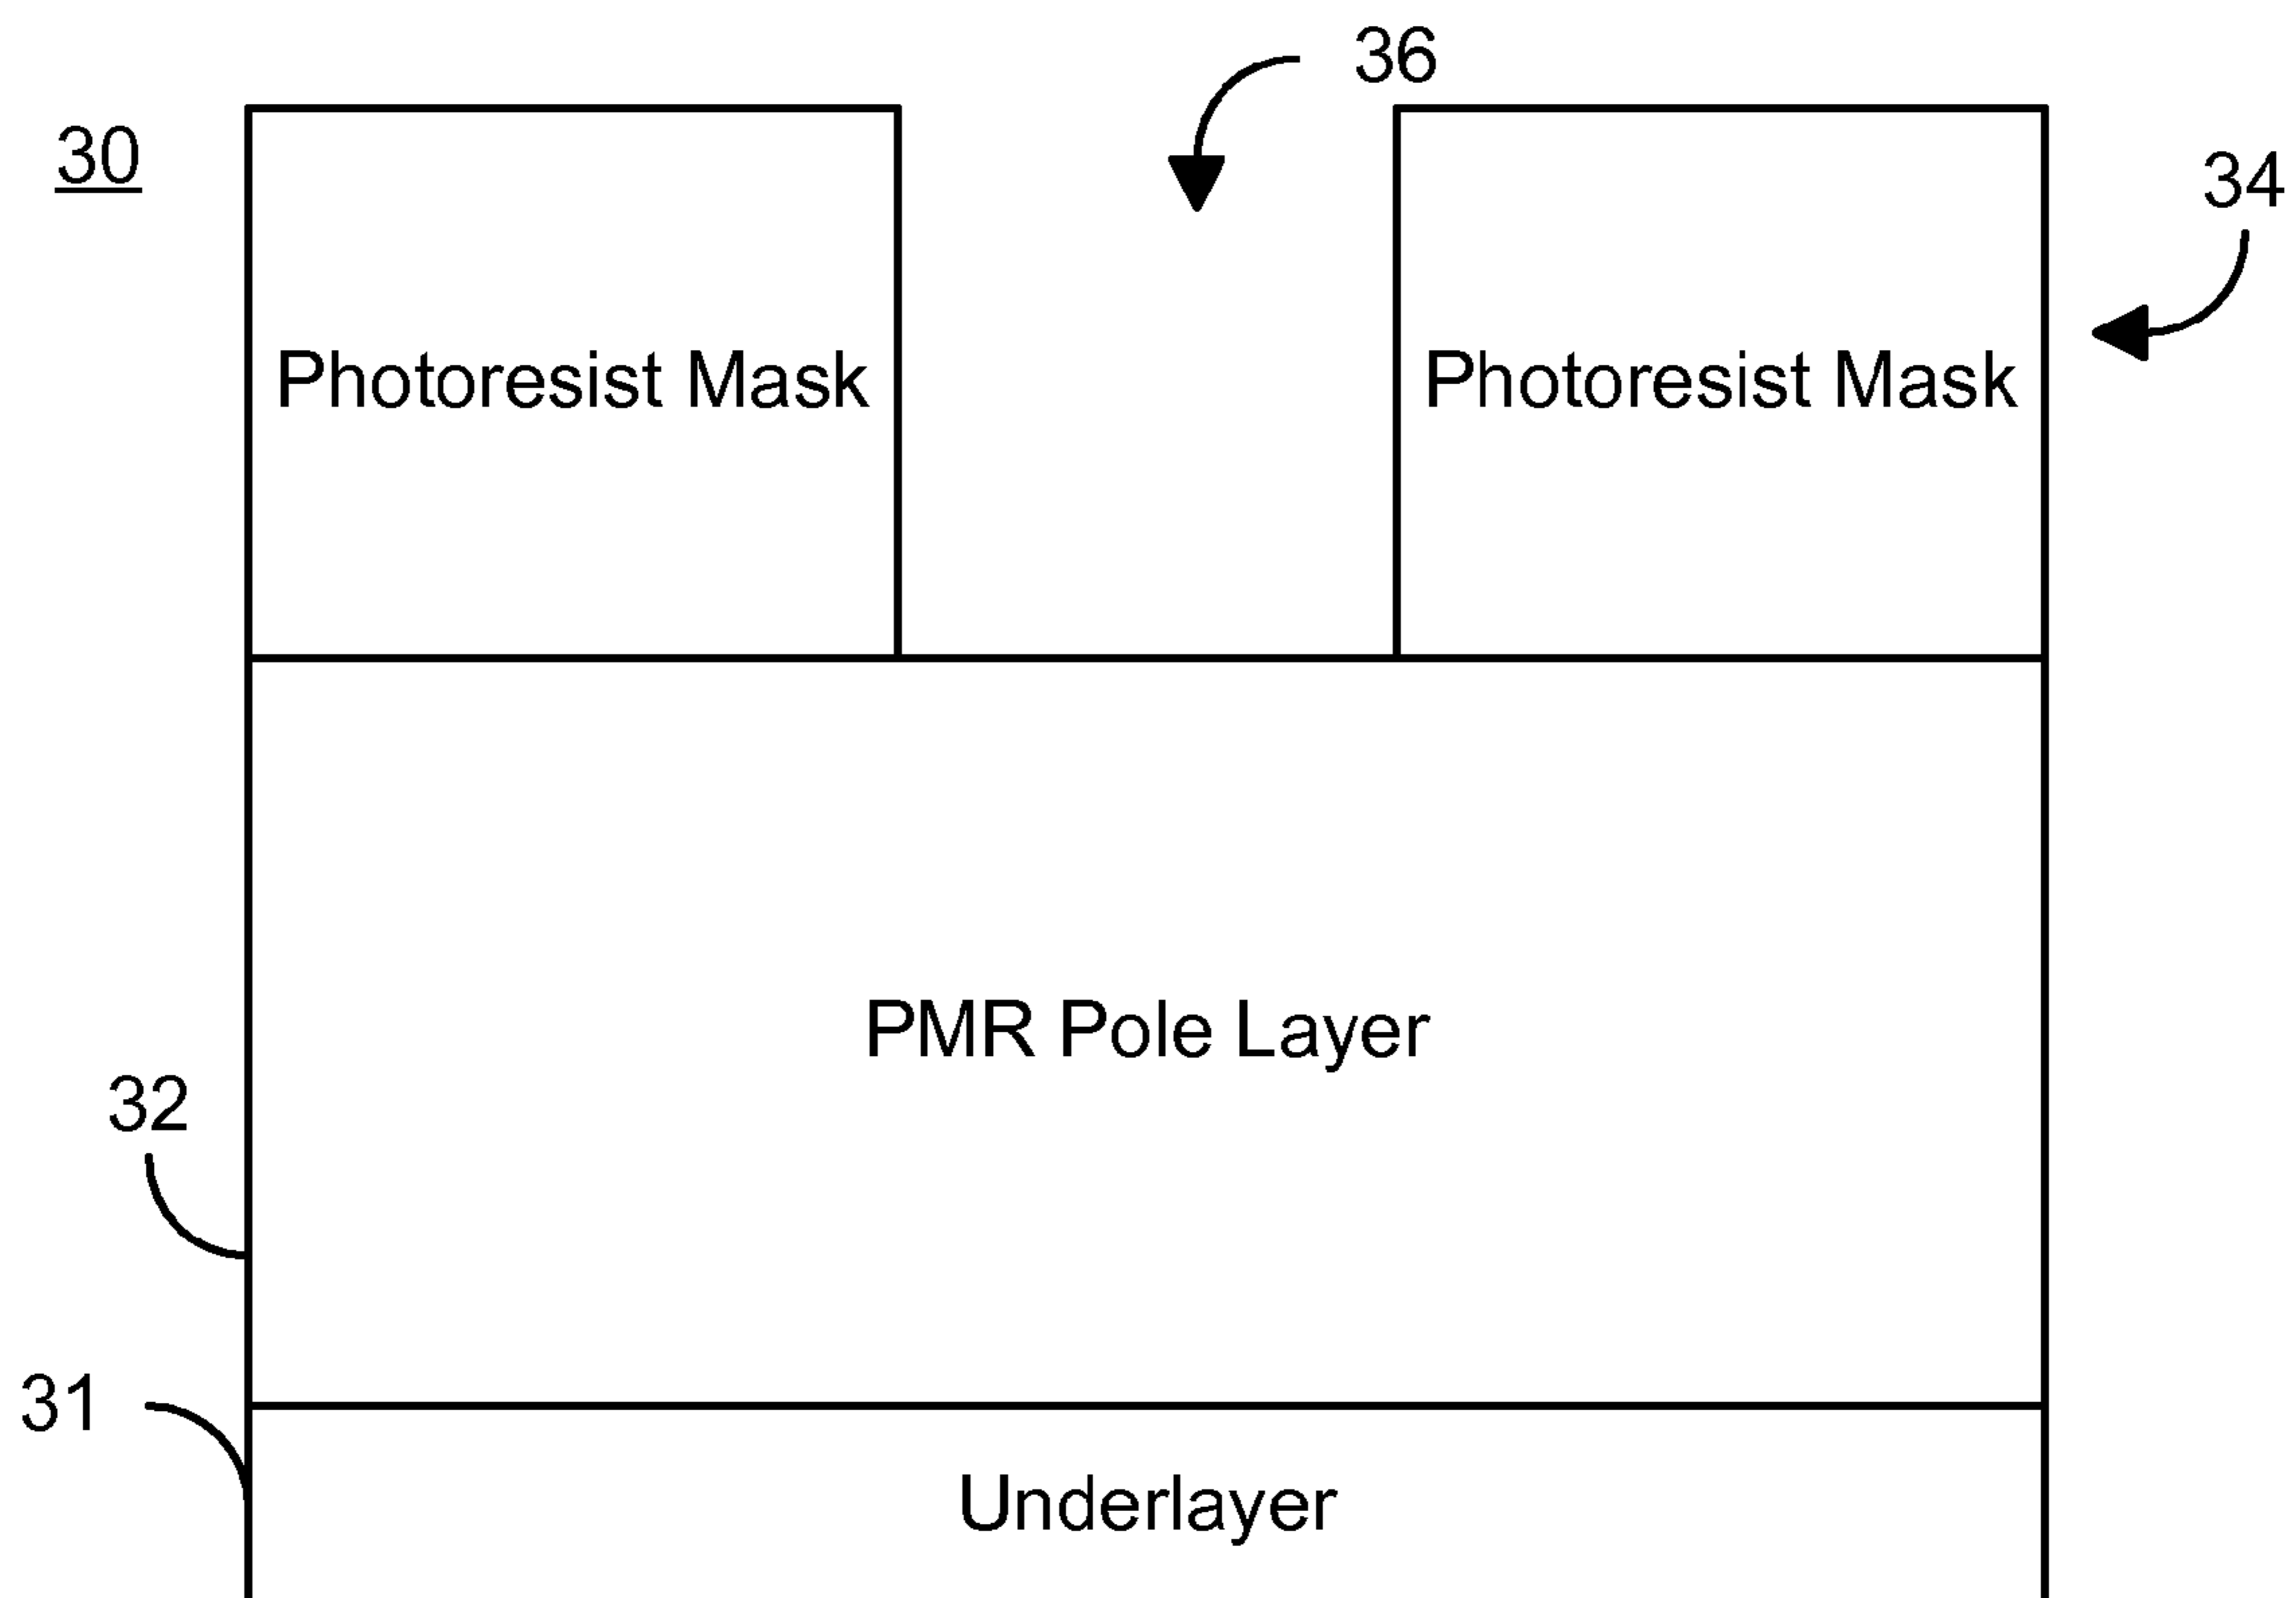 36
30
34
Photoresist Mask
Photoresist Mask
PMR Pole Layer
32
31
Underlayer